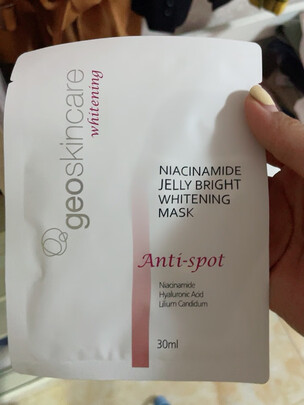 geoskincare
whitening
NIACINAMIDE
JELLY BRIGHT
WHITENING
MASK
Anti-spot
Niacinamide
Hyaluronic Acid
Lilium Candidum
30ml